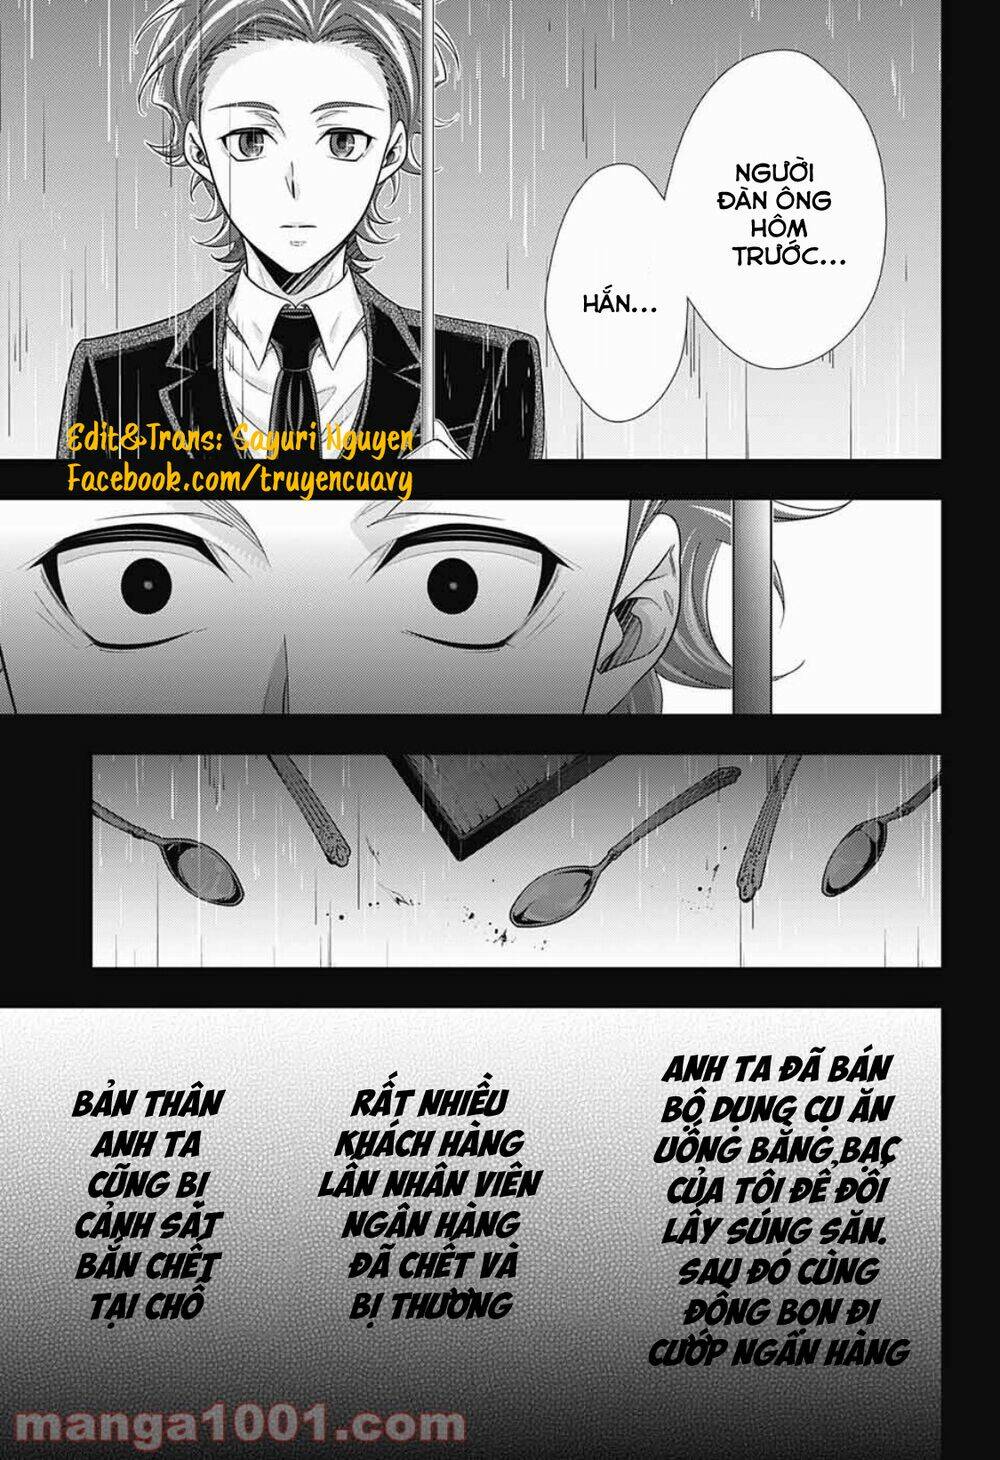 NGƯỜI
ĐÀN ÔNG
HÔM
TRƯỚC...
HẮN...
Edit&Trans: Sayuri Nguyen
Facebook.com/truyencuavy
ANH TA ĐÃ BÁN
BỘ DỤNG CỤ ĂN
UỐNG BẰNG BẠC
CỦA TÔI ĐỂ ĐỔI
LẤY SÚNG SĂN.
SAU ĐÓ CÙNG
ĐỒNG BỌN ĐI
CƯỚP NGÂN HÀNG
RẤT NHIỀU
KHÁCH HÀNG
LẪN NHÂN VIÊN
NGÂN HÀNG
ĐÃ CHẾT VÀ
BỊ THƯƠNG
BẢN THÂN
ANH TA
CŨNG BỊ
CẢNH SÁT
BẮN CHẾT
TẠI CHỖ
manga1001.com